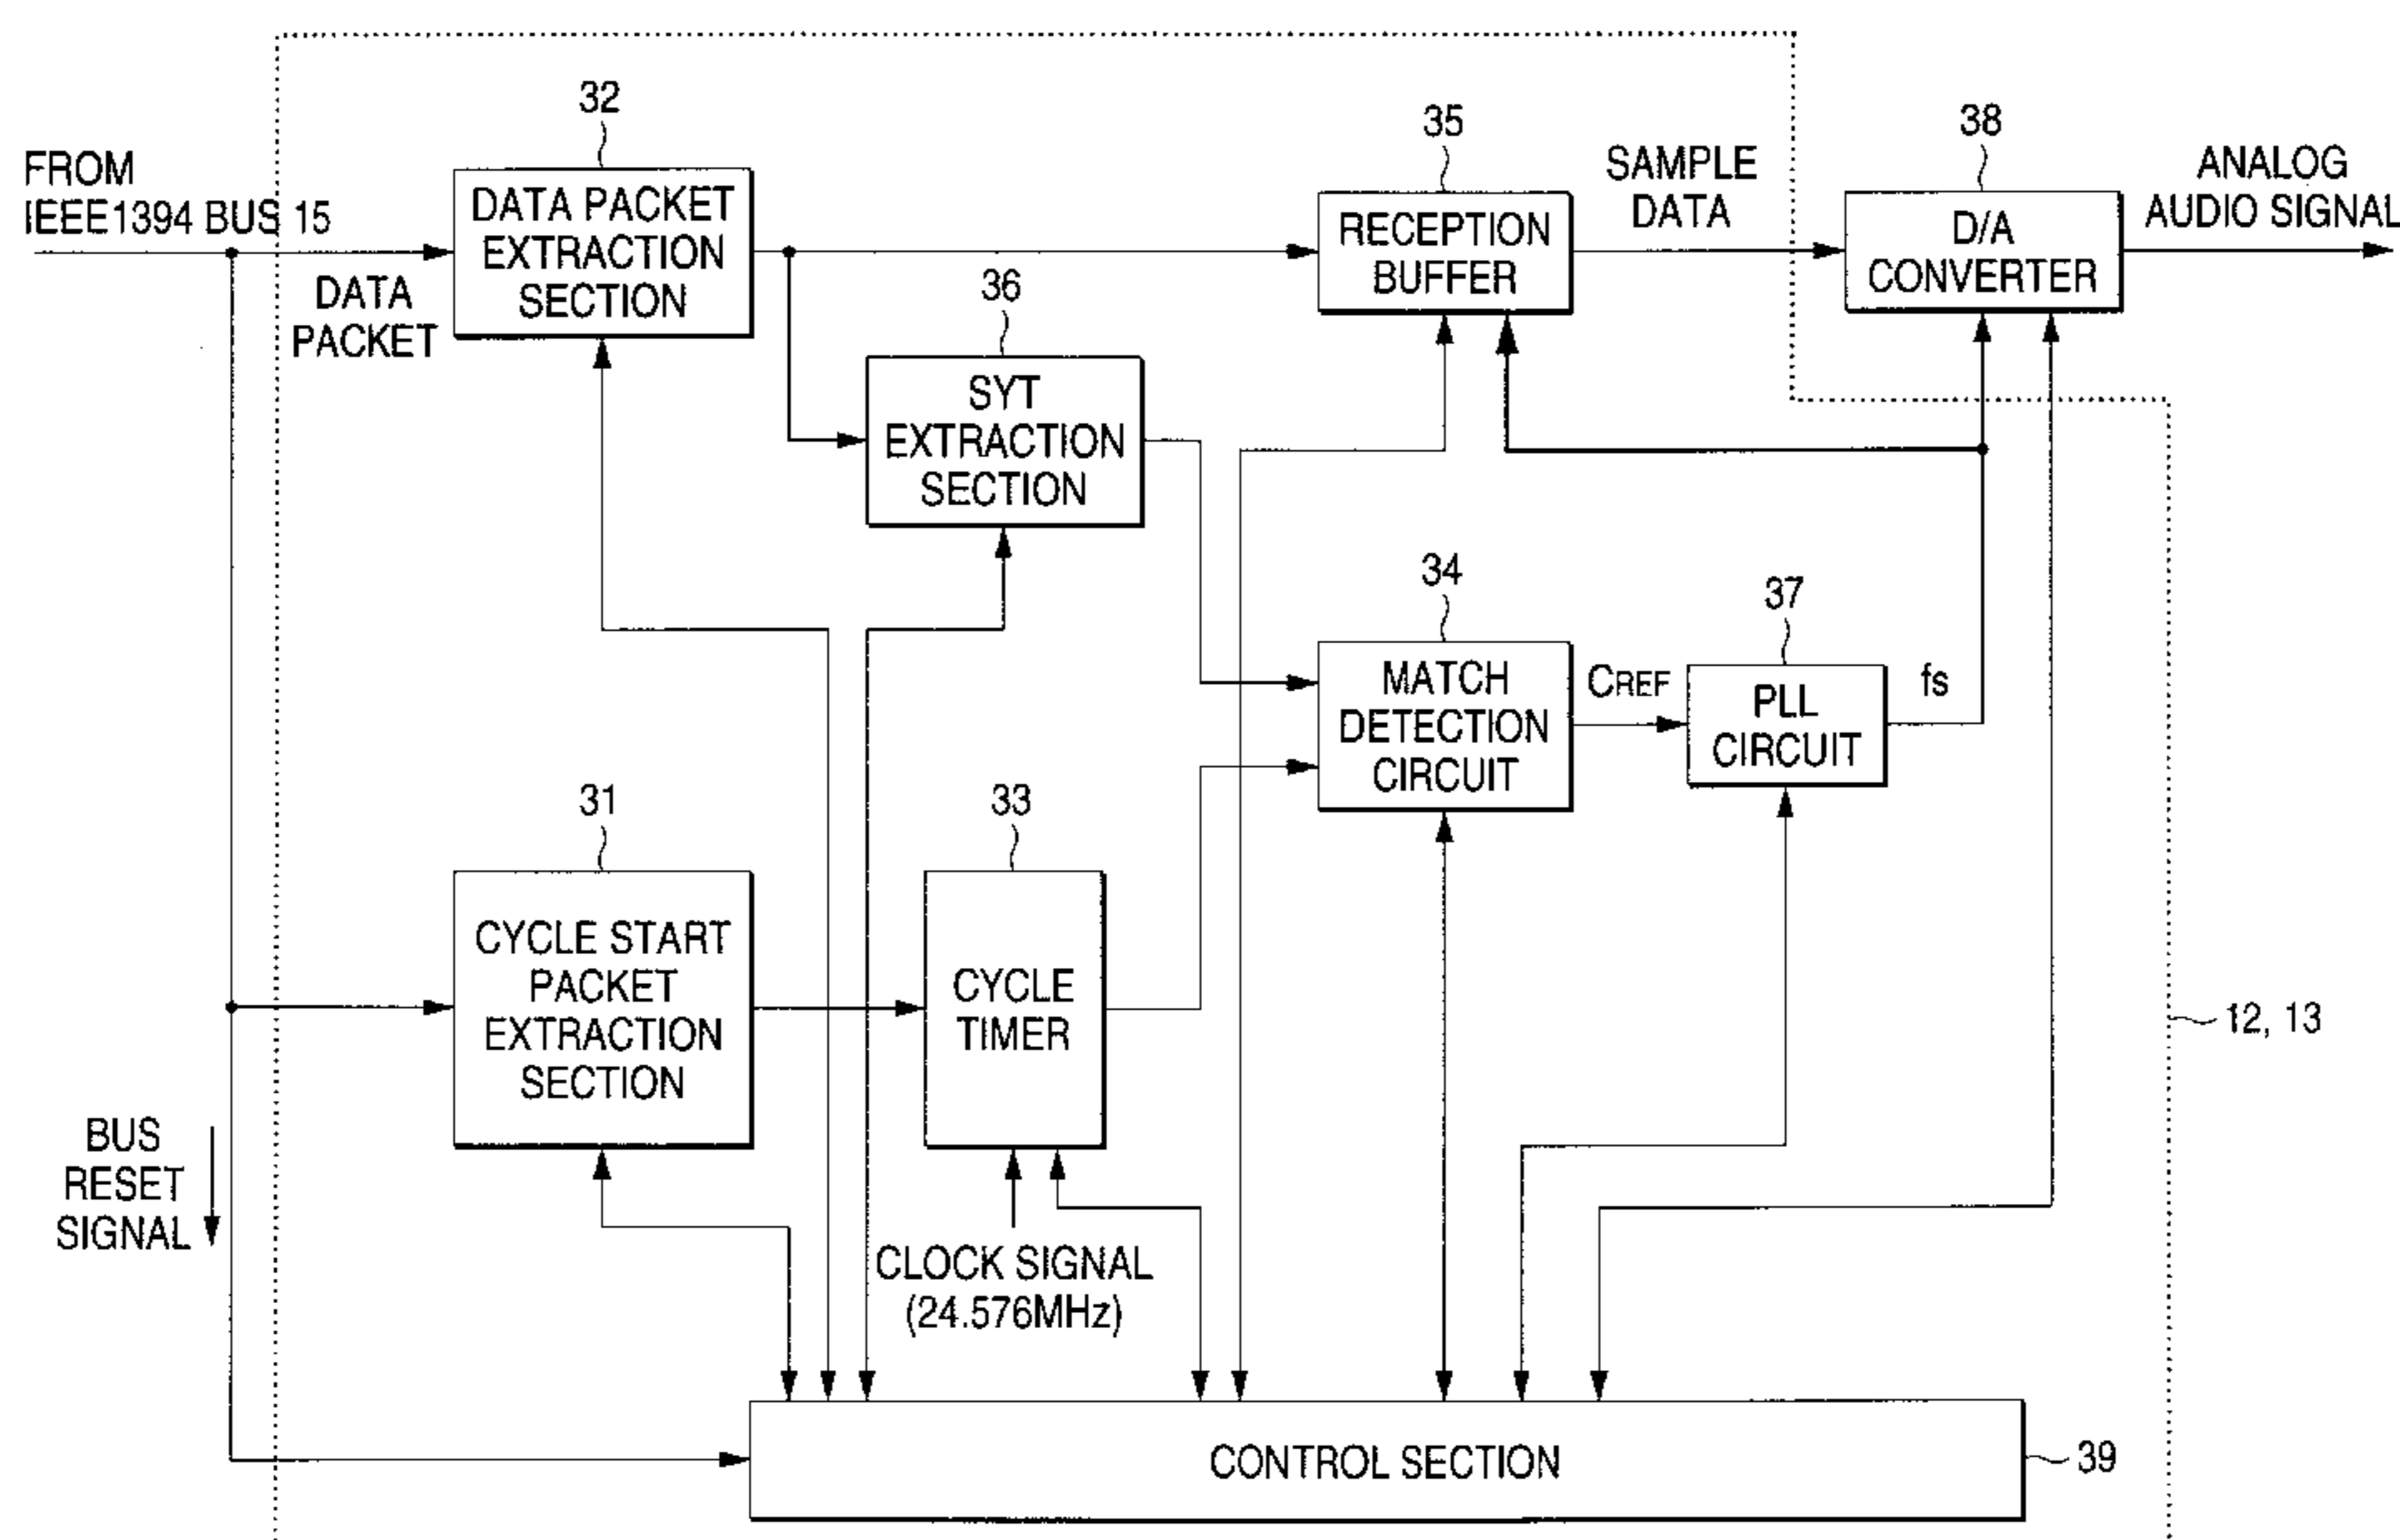 32
FROM
IEEE1394 BUS 15
DATA PACKET
EXTRACTION
SECTION
DATA
PACKET
35
RECEPTION
BUFFER
SAMPLE
DATA
38
D/A
CONVERTER
ANALOG
AUDIO SIGNAL
36
SYT
EXTRACTION
SECTION
34
MATCH
DETECTION
CIRCUIT
CREF
37
PLL
CIRCUIT
fs
31
CYCLE START
PACKET
EXTRACTION
SECTION
33
CYCLE
TIMER
12, 13
BUS
RESET
SIGNAL
CLOCK SIGNAL
(24.576MHz)
CONTROL SECTION
39